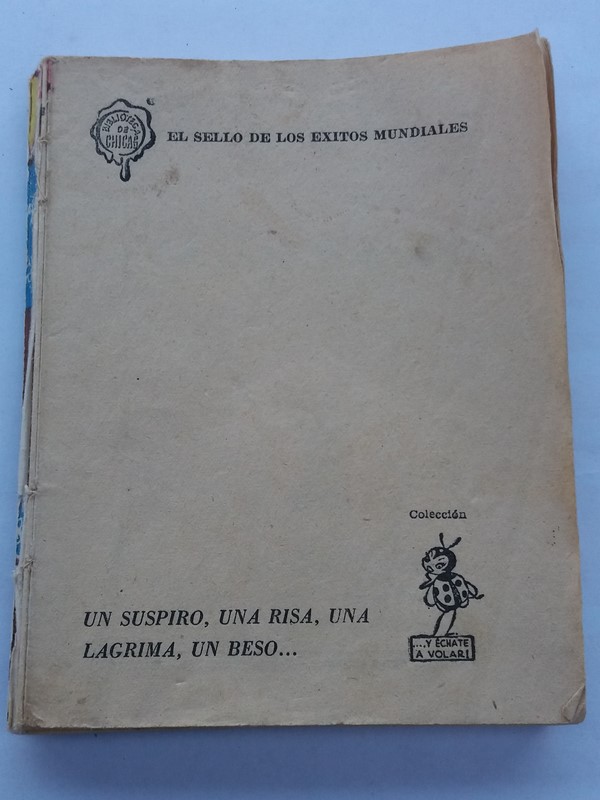 BIBLIOTECA
DE
CHICAS
EL SELLO DE LOS EXITOS MUNDIALES
Colección
UN SUSPIRO, UNA RISA, UNA
LAGRIMA, UN BESO...
....Y ÉCHATE
A VOLAR!